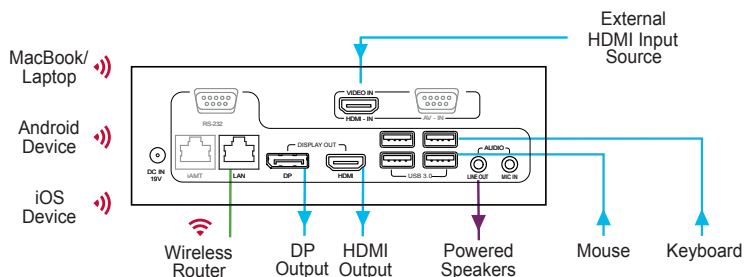 External
HDMI Input
Source
MacBook/
Laptop
Android
Device
iOS
Device
VIDEO IN
HDMI - IN
AV - IN
RS-232
DISPLAY OUT
AUDIO
DC IN
19V
iAMT
LAN
DP
HDMI
USB 3.0
LINE OUT
MIC IN
Wireless
Router
DP
Output
HDMI
Output
Powered
Speakers
Mouse
Keyboard